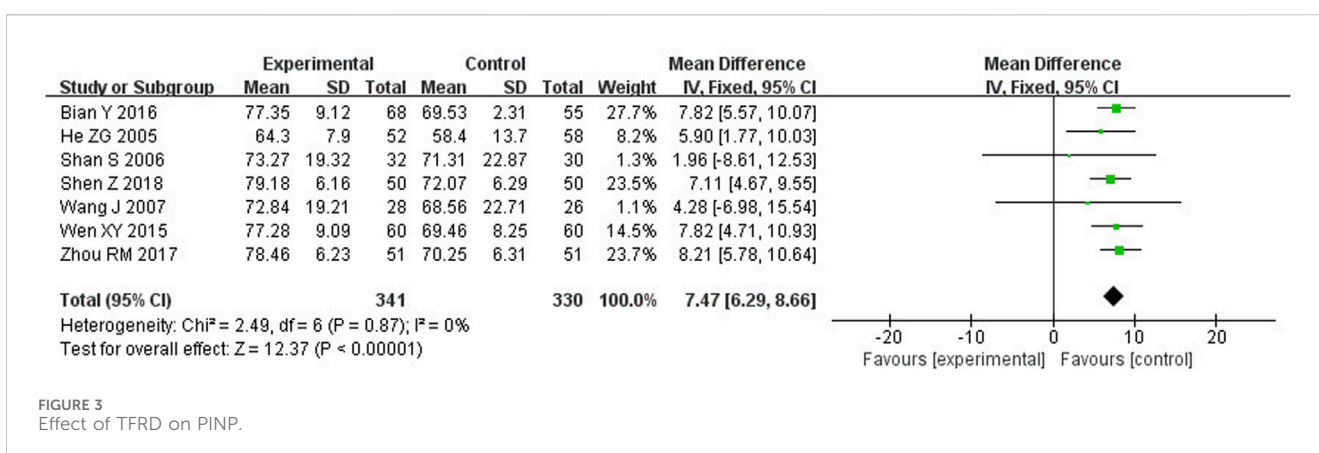 Experimental Control Mean Difference Mean Difference
Study or Subgroup Mean SD Total Mean SD Total Weight IV, Fixed, 95% CI IV, Fixed, 95% CI
Bian Y 2016 77.35 9.12 68 69.53 2.31 55 27.7% 7.82 [5.57, 10.07]
He ZG 2005 64.3 7.9 52 58.4 13.7 58 8.2% 5.90 [1.77, 10.03]
Shan S 2006 73.27 19.32 32 71.31 22.87 30 1.3% 1.96 [-8.61, 12.53]
Shen Z 2018 79.18 6.16 50 72.07 6.29 50 23.5% 7.11 [4.67, 9.55]
Wang J 2007 72.84 19.21 28 68.56 22.71 26 1.1% 4.28 [-6.98, 15.54]
Wen XY 2015 77.28 9.09 60 69.46 8.25 60 14.5% 7.82 [4.71, 10.93]
Zhou RM 2017 78.46 6.23 51 70.25 6.31 51 23.7% 8.21 [5.78, 10.64]
Total (95% CI) 341 330 100.0% 7.47 [6.29, 8.66]
Heterogeneity: Chi² = 2.49, df = 6 (P = 0.87); I² = 0%
Test for overall effect: Z = 12.37 (P < 0.00001)
-20 -10 0 10 20
Favours [experimental] Favours [control]
FIGURE 3
Effect of TFRD on PINP.